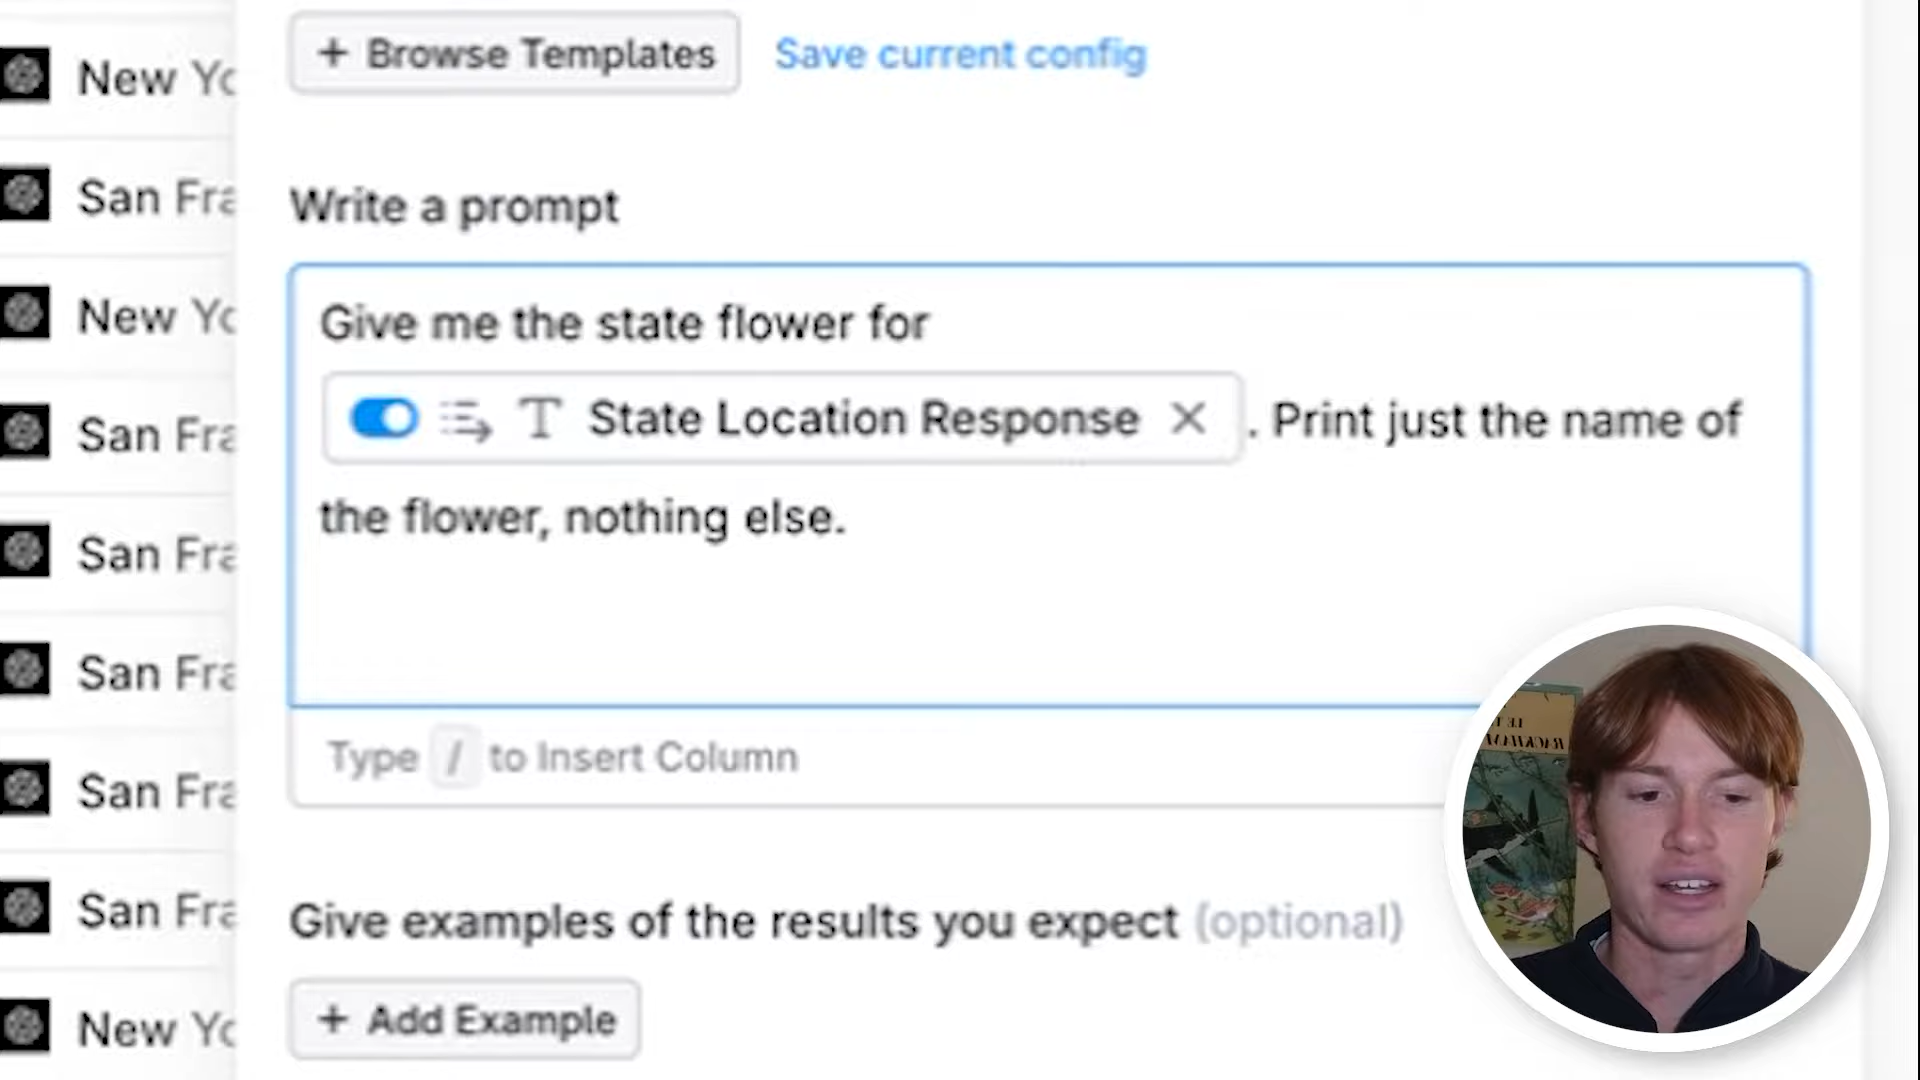 + Browse Templates Save current config
New Yo
San Fra
Write a prompt
New Yo
Give me the state flower for
San Fra
State Location Response × . Print just the name of
the flower, nothing else.
San Fra
San Fra
Type / to Insert Column
San Fra
San Fra
Give examples of the results you expect (optional)
+ Add Example
New Yo